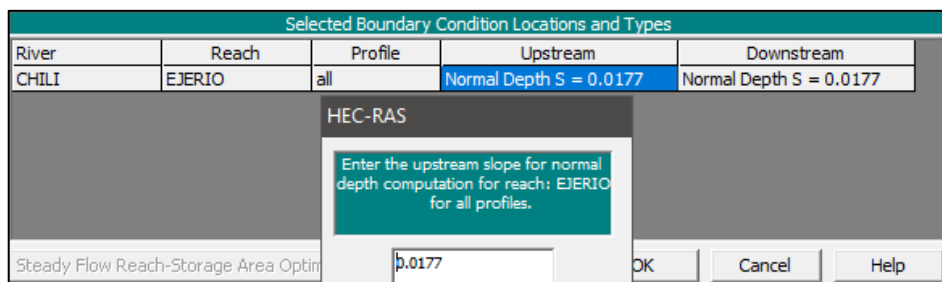 Selected Boundary Condition Locations and Types
River Reach Profile Upstream Downstream
CHILI EJERIO all Normal Depth S = 0.0177 Normal Depth S = 0.0177
HEC-RAS
Enter the upstream slope for normal
depth computation for reach: EJERIO
for all profiles.
0.0177
Steady Flow Reach-Storage Area OK Cancel Help